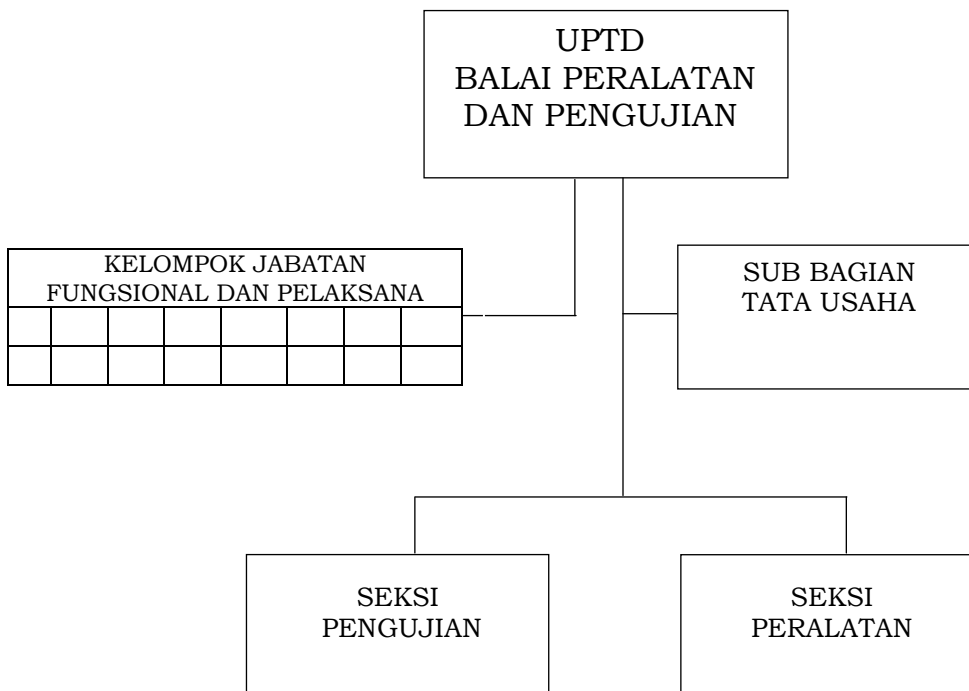 UPTD
BALAI PERALATAN
DAN PENGUJIAN
KELOMPOK JABATAN
FUNGSIONAL DAN PELAKSANA
SUB BAGIAN
TATA USAHA
SEKSI
PENGUJIAN
SEKSI
PERALATAN